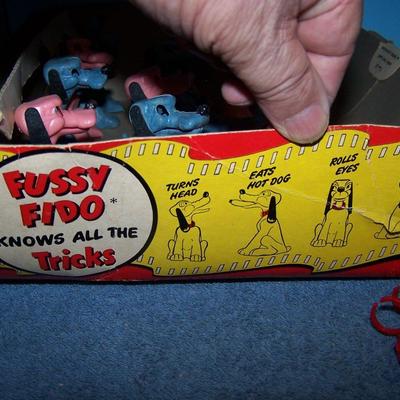 FUSSY
FIDO*
KNOWS ALL THE
Tricks
TURNS
HEAD
EATS
HOT DOG
ROLLS
EYES